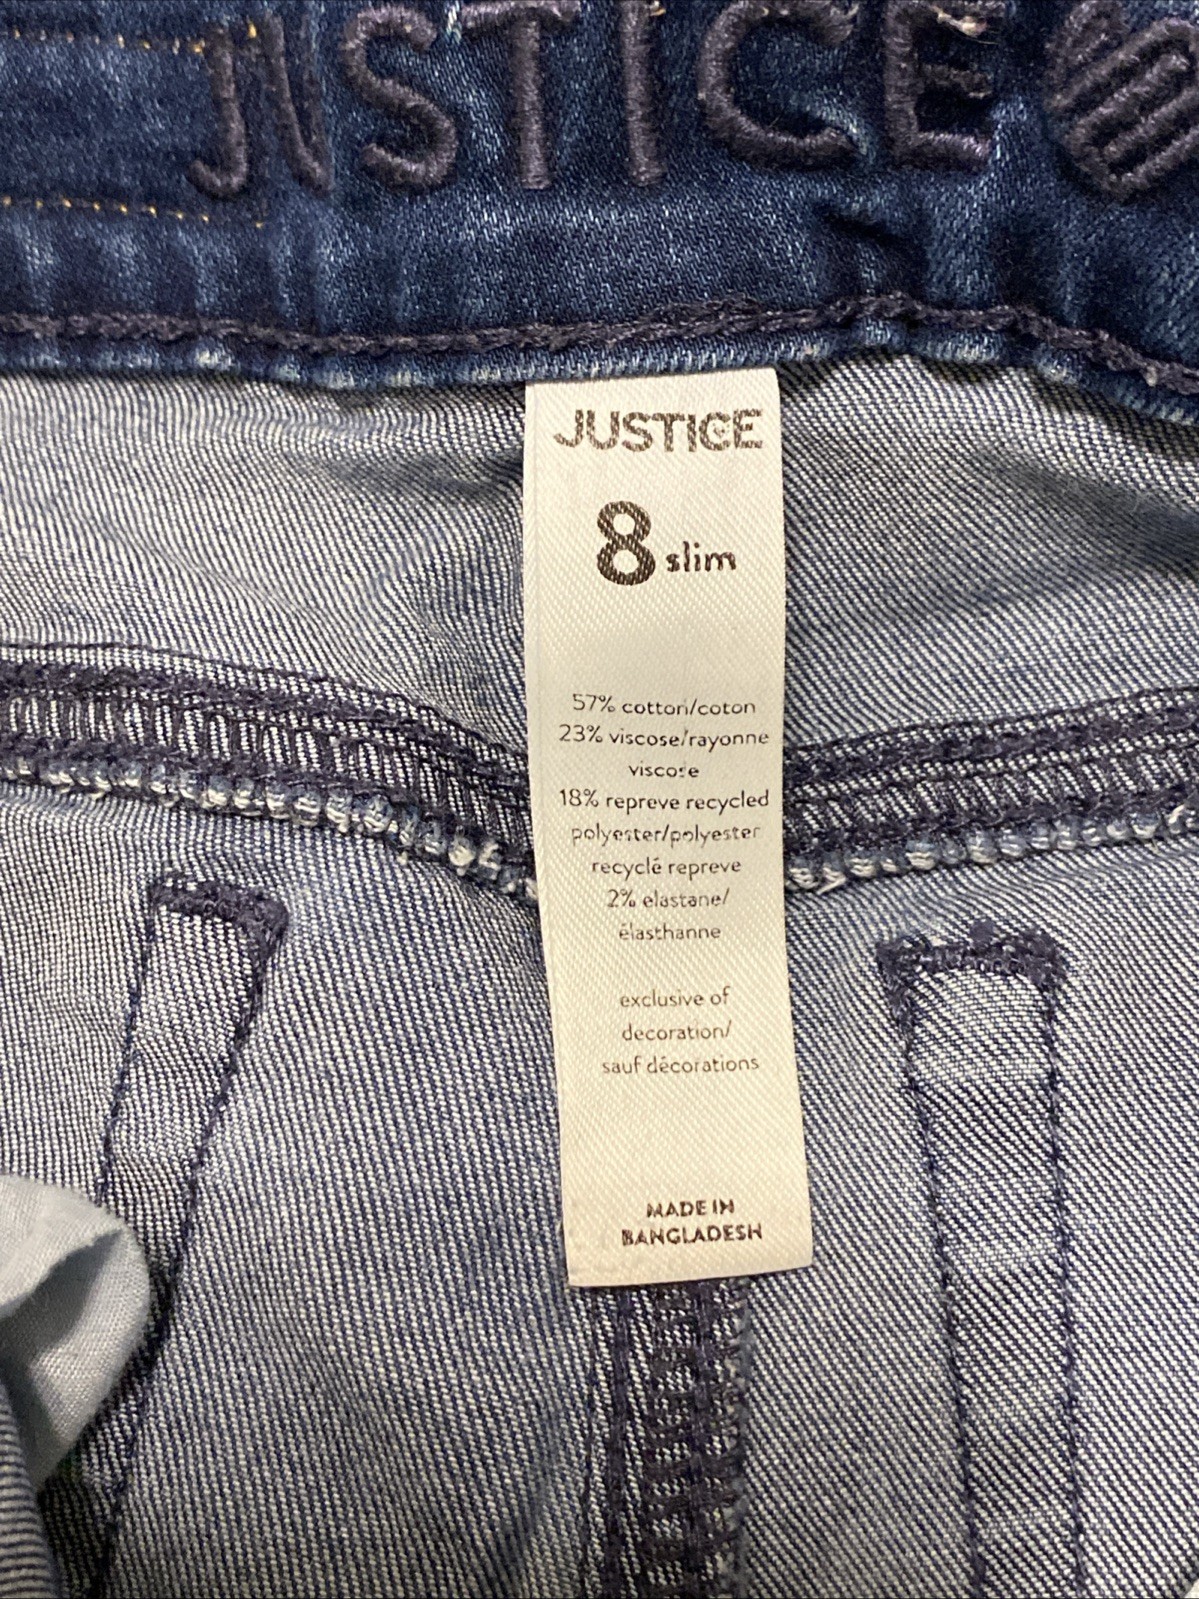 JUSTICE
JUSTICE
8 slim
57% cotton/coton
23% viscose/rayonne
viscose
18% repreve recycled
polyester/polyester
recyclé repreve
2% elastane/
élasthanne
exclusive of
decoration/
sauf décorations
MADE IN
BANGLADESH